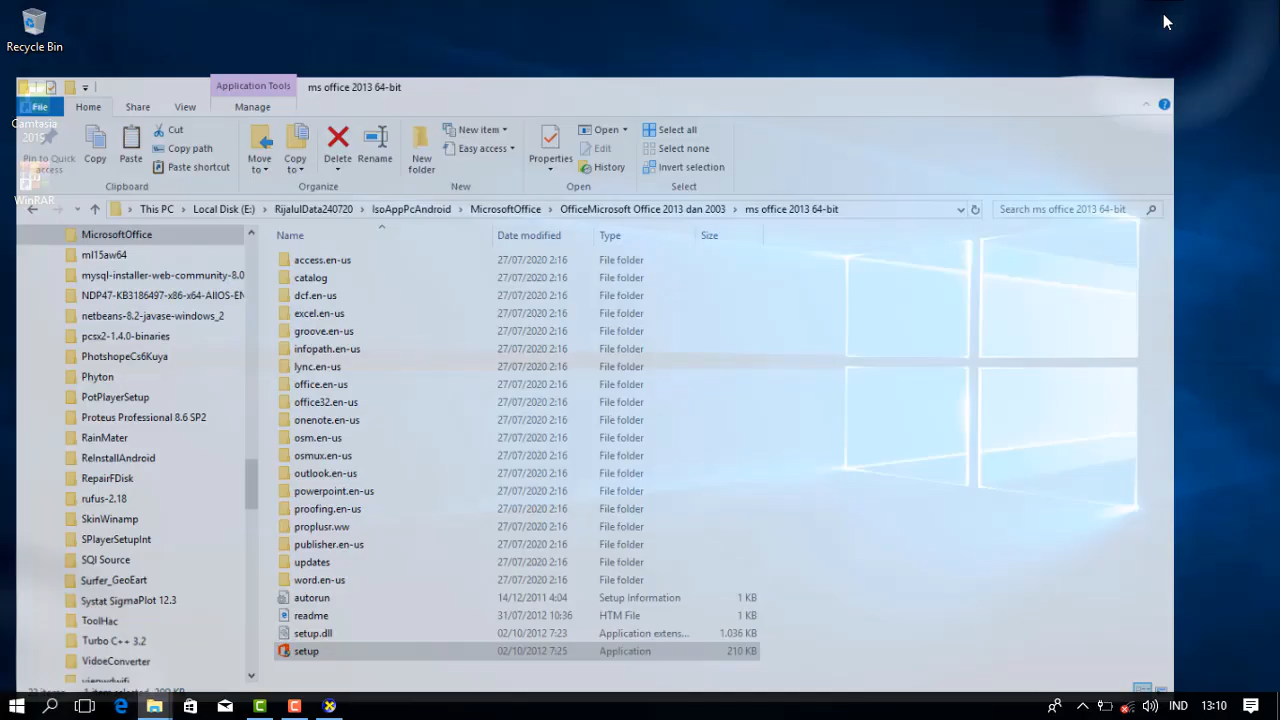 Recycle Bin
Application Tools
ms office 2013 64-bit
File
Home
Share
View
Manage
Camtasia
2019
WinRAR
Pin to Quick
access
Copy
Paste
Cut
Copy path
Paste shortcut
Clipboard
Move
to
Copy
to
Delete
Rename
Organize
New
folder
New item
Easy access
New
Properties
Open
Edit
History
Open
Select all
Select none
Invert selection
Select
This PC
Local Disk (E:)
RijalulData240720
IsoAppPcAndroid
MicrosoftOffice
OfficeMicrosoft Office 2013 dan 2003
ms office 2013 64-bit
Search ms office 2013 64-bit
MicrosoftOffice
ml15aw64
mysql-installer-web-community-8.0
NDP47-KB3186497-x86-x64-AllOS-EN
netbeans-8.2-javase-windows_2
pcsx2-1.4.0-binaries
PhotshopeCs6Kuya
Phyton
PotPlayerSetup
Proteus Professional 8.6 SP2
RainMater
ReInstallAndroid
RepairFDisk
rufus-2.18
SkinWinamp
SPlayerSetupInt
SQl Source
Surfer_GeoEart
Systat SigmaPlot 12.3
ToolHac
Turbo C++ 3.2
VidoeConverter
Name Date modified Type Size
access.en-us 27/07/2020 2:16 File folder
catalog 27/07/2020 2:16 File folder
dcf.en-us 27/07/2020 2:16 File folder
excel.en-us 27/07/2020 2:16 File folder
groove.en-us 27/07/2020 2:16 File folder
infopath.en-us 27/07/2020 2:16 File folder
lync.en-us 27/07/2020 2:16 File folder
office.en-us 27/07/2020 2:16 File folder
office32.en-us 27/07/2020 2:16 File folder
onenote.en-us 27/07/2020 2:16 File folder
osm.en-us 27/07/2020 2:16 File folder
osmux.en-us 27/07/2020 2:16 File folder
outlook.en-us 27/07/2020 2:16 File folder
powerpoint.en-us 27/07/2020 2:16 File folder
proofing.en-us 27/07/2020 2:16 File folder
proplusr.ww 27/07/2020 2:16 File folder
publisher.en-us 27/07/2020 2:16 File folder
updates 27/07/2020 2:16 File folder
word.en-us 27/07/2020 2:16 File folder
autorun 14/12/2011 4:04 Setup Information 1 KB
readme 31/07/2012 10:36 HTM File 1 KB
setup.dll 02/10/2012 7:23 Application extens... 1.036 KB
setup 02/10/2012 7:25 Application 210 KB
IND
13:10